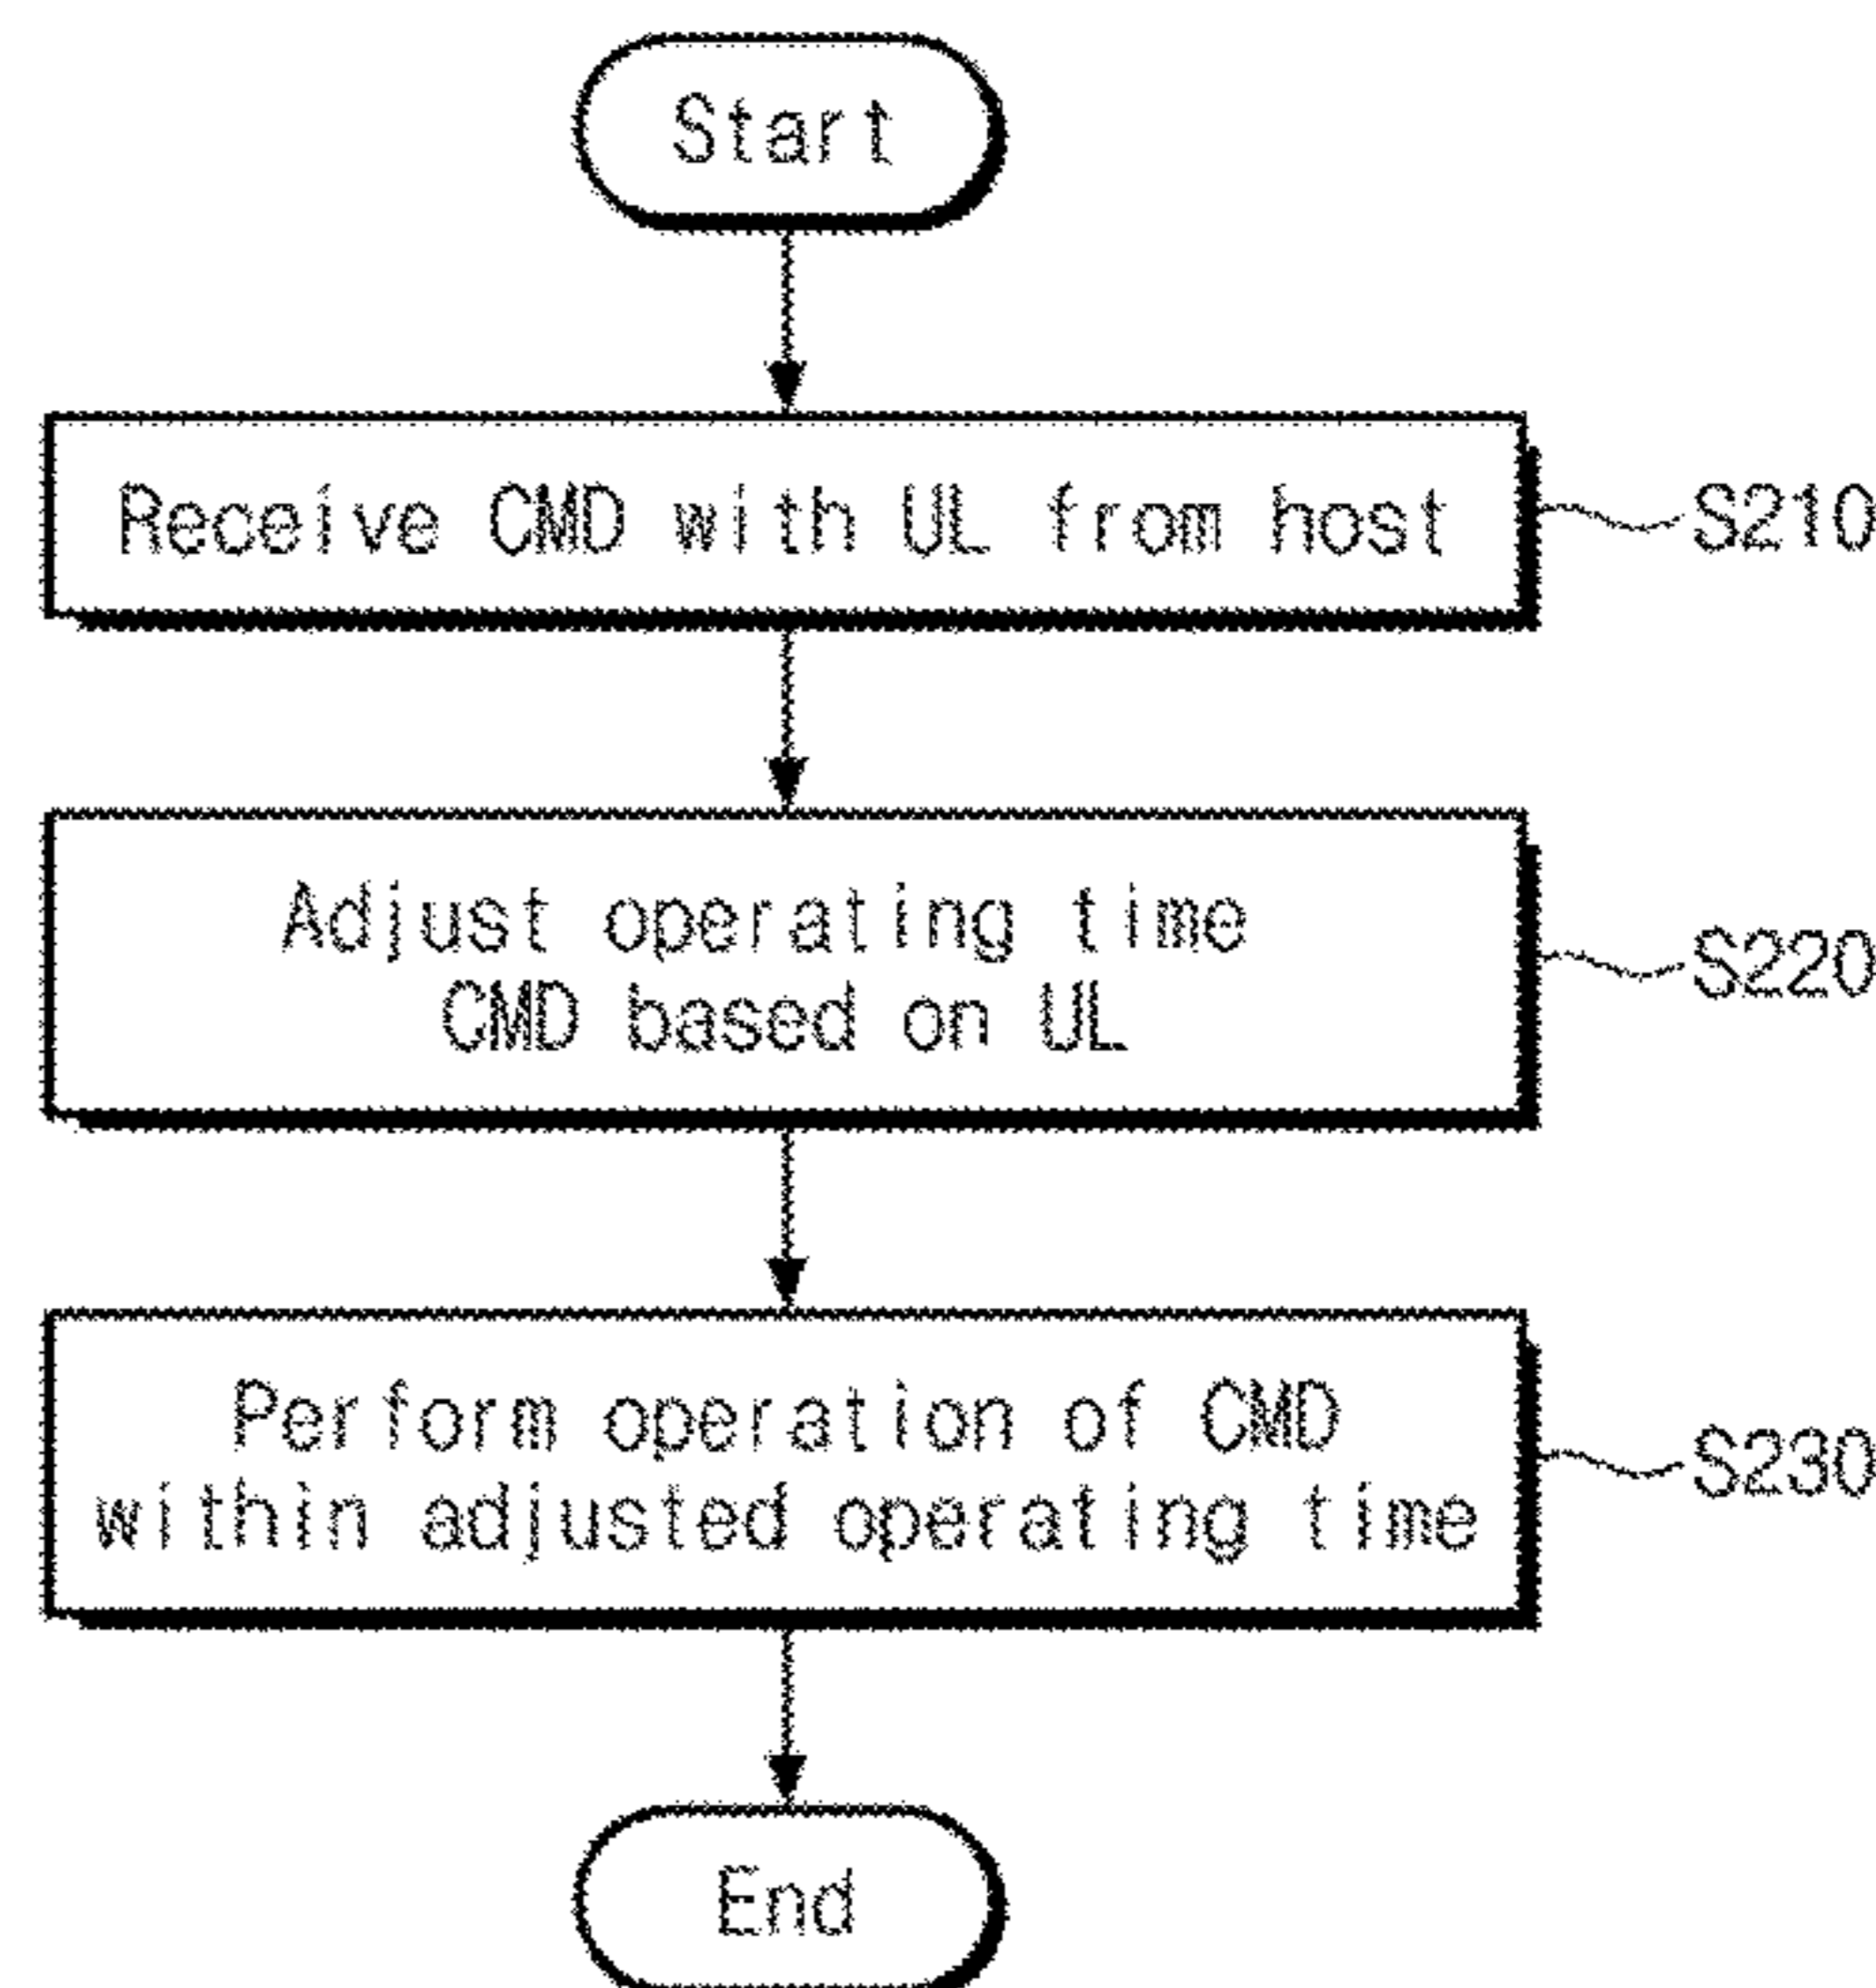 Start
Receive CMD with UL from host
S210
Adjust operating time
CMD based on UL
S220
Perform operation of CMD
within adjusted operating time
S230
End